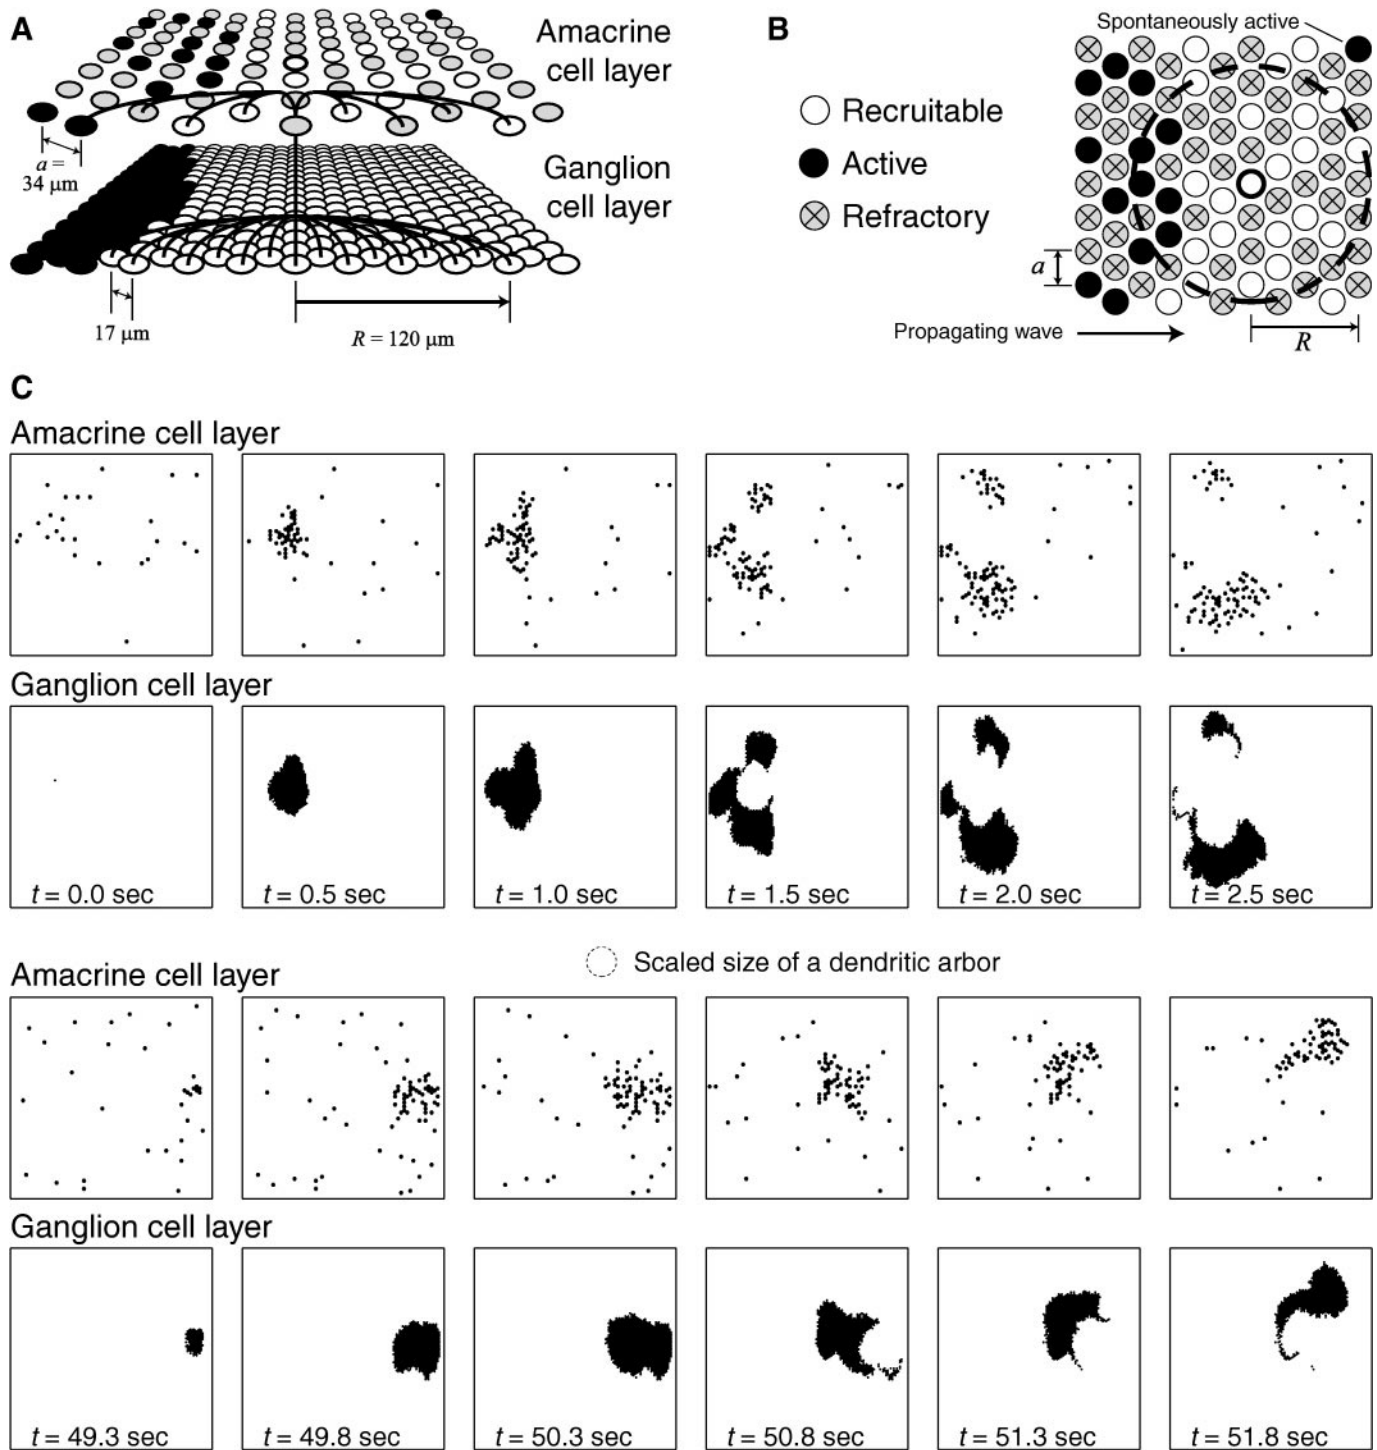 A
Amacrine
cell layer
a =
34 μm
Ganglion
cell layer
17 μm
R = 120 μm
B
Spontaneously active
Recruitable
Active
Refractory
a
Propagating wave
R
C
Amacrine cell layer
Ganglion cell layer
t = 0.0 sec
t = 0.5 sec
t = 1.0 sec
t = 1.5 sec
t = 2.0 sec
t = 2.5 sec
Scaled size of a dendritic arbor
Amacrine cell layer
Ganglion cell layer
t = 49.3 sec
t = 49.8 sec
t = 50.3 sec
t = 50.8 sec
t = 51.3 sec
t = 51.8 sec